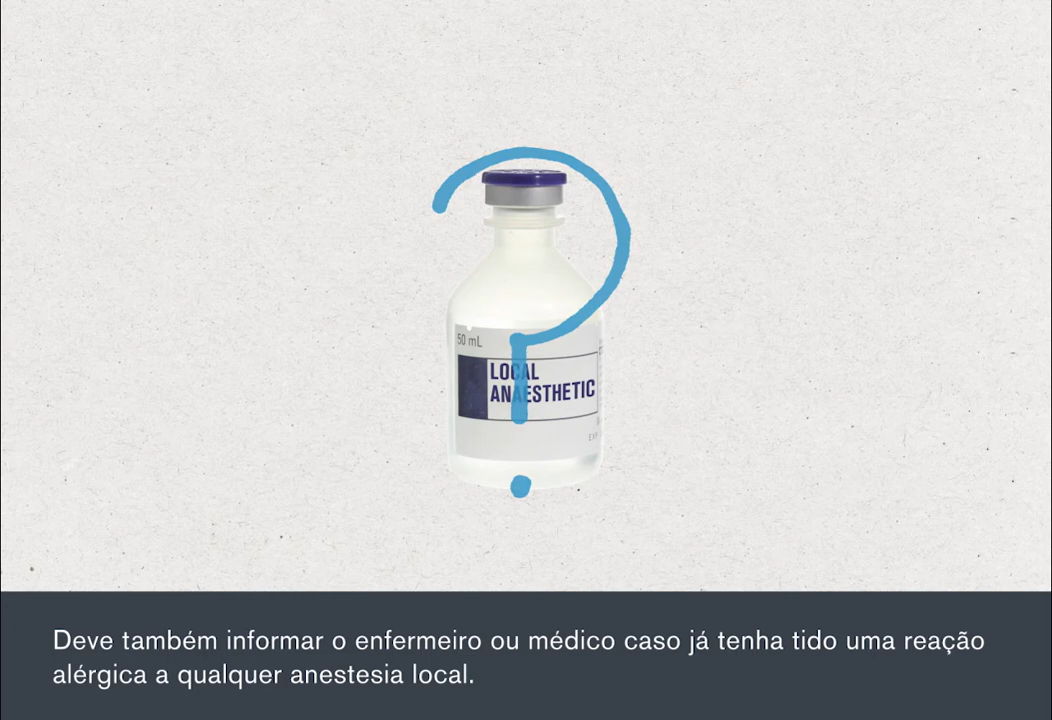 50 mL
LOCAL
ANAESTHETIC
Deve também informar o enfermeiro ou médico caso já tenha tido uma reação
alérgica a qualquer anestesia local.